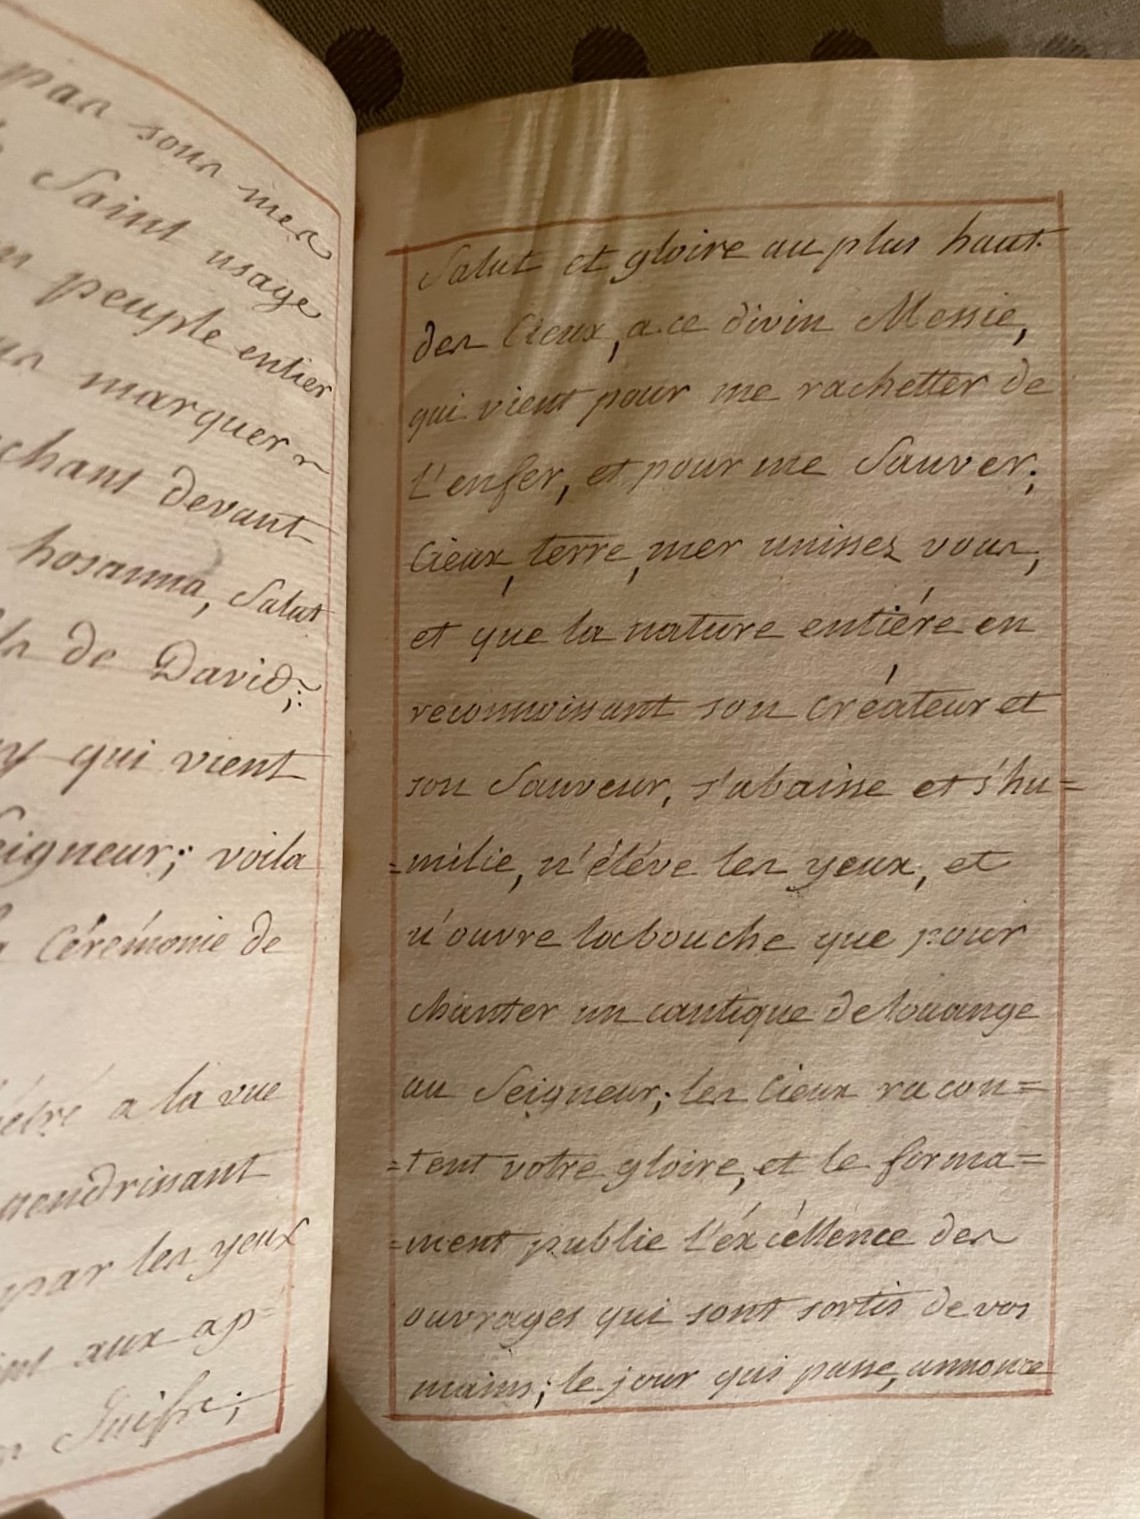 par sous mes
Saint usage
peuple entier
marquer
chant devant
hosanna, Salut
de David;
qui vient
Seigneur; voila
Cérémonie de
a la vue
par les yeux
aux ap-
Salut et gloire au plus haut
des Cieux, a ce divin Messie,
qui vient pour me rachetter de
L'enfer, et pour me Sauver;
Cieux, terre, mer unissez vous,
et que la nature entiére en
reconnoissant son Créateur et
son Sauveur, s'abaisse et s'hu=
=milie, n'éléve les yeux, et
n'ouvre la bouche que pour
chanter un cantique de louange
au Seigneur; les Cieux racon=
=tent votre gloire, et le firma=
=ment publie L'éxcéllence des
ouvrages qui sont sortis de vos
mains; le jour qui passe, annonce